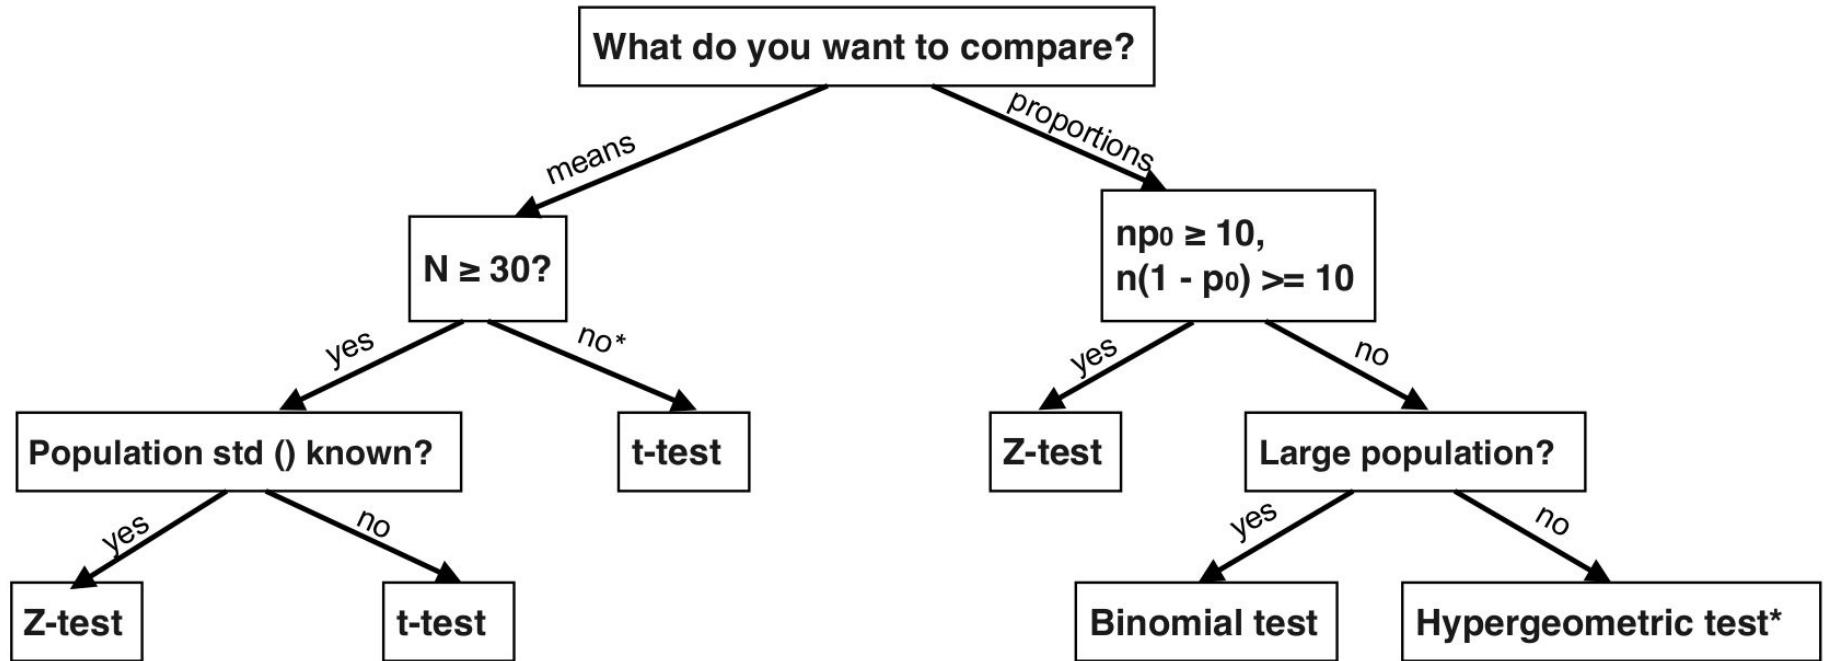 What do you want to compare?
means
proportions
N ≥ 30?
np₀ ≥ 10,
n(1 - p₀) >= 10
yes
no*
yes
no
Population std () known?
t-test
Z-test
Large population?
yes
no
yes
no
Z-test
t-test
Binomial test
Hypergeometric test*